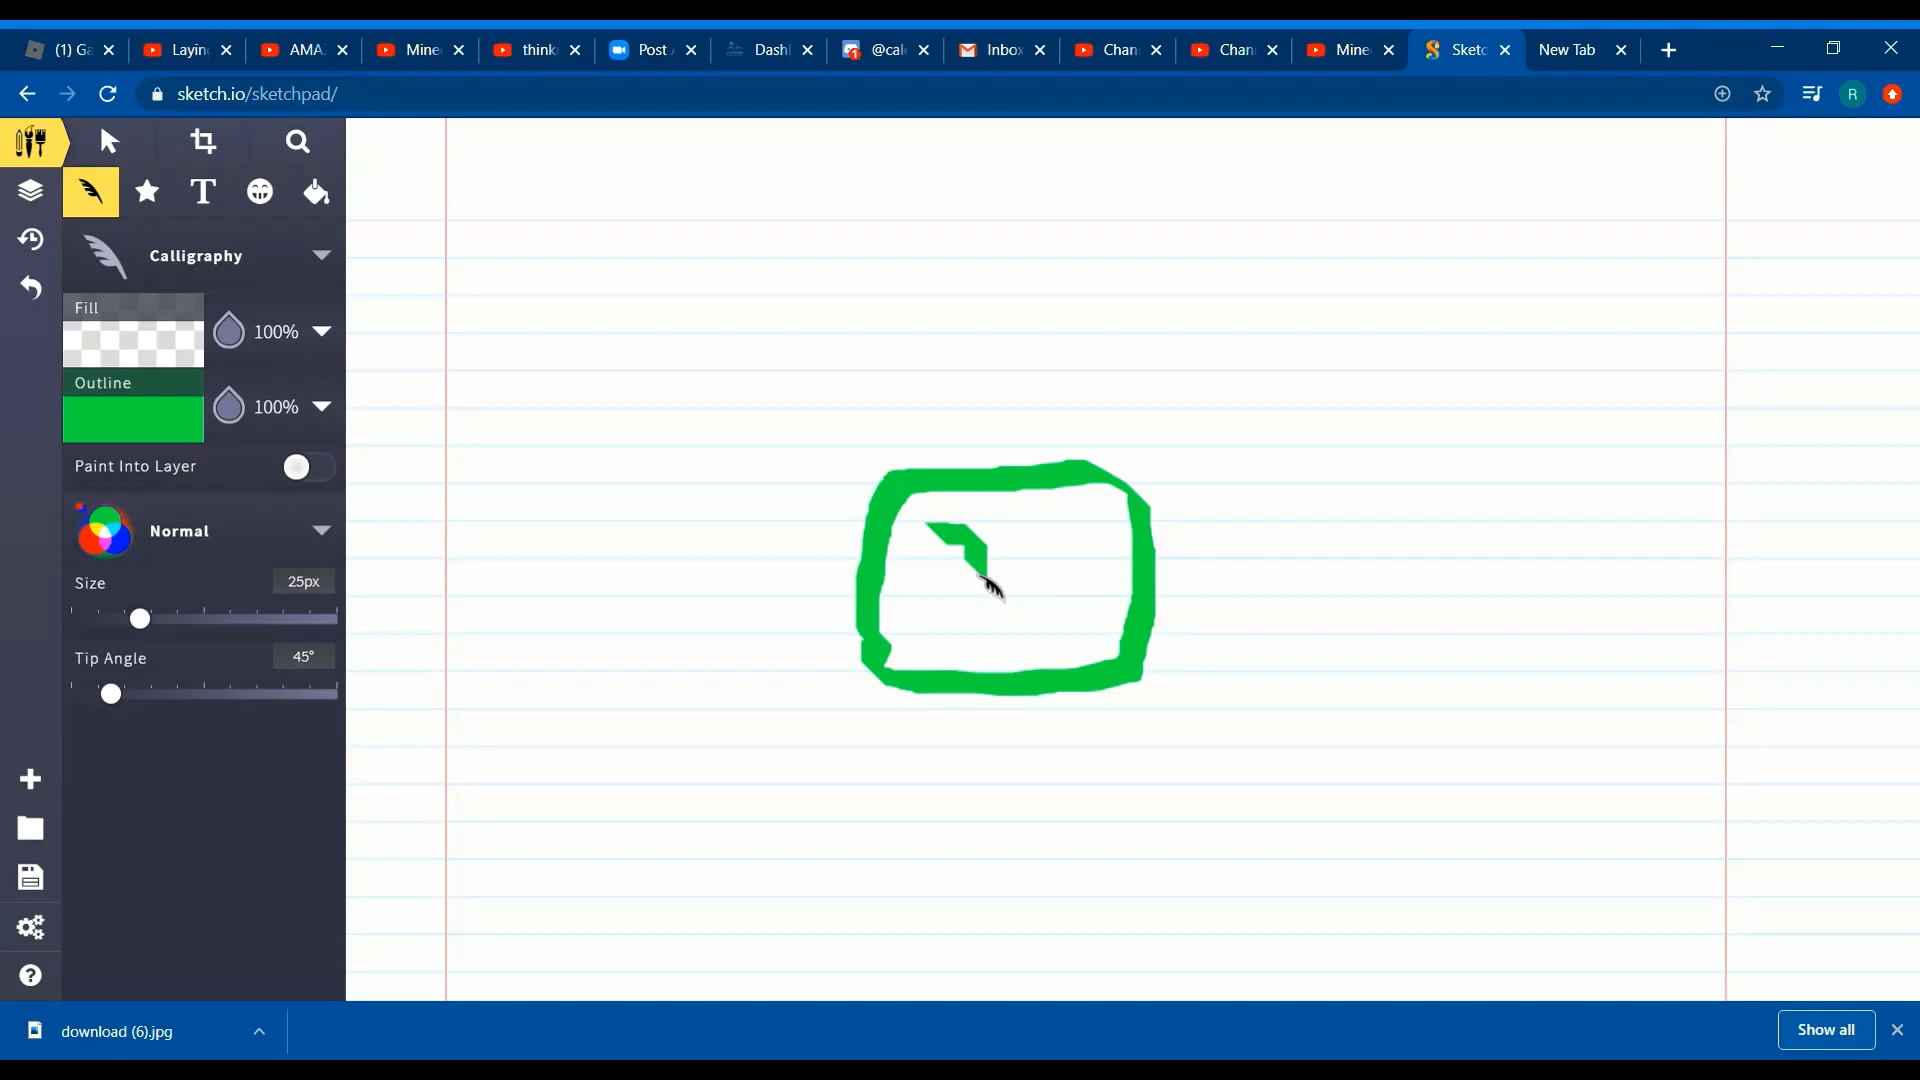 (1) Ga
Layin
AMA
Mine
think
Post
Dash
@cal
Inbox
Chan
Chan
Mine
Sketc
New Tab
sketch.io/sketchpad/
R
T
Calligraphy
Fill
100%
Outline
100%
Paint Into Layer
Normal
Size
25px
Tip Angle
45°
download (6).jpg
Show all